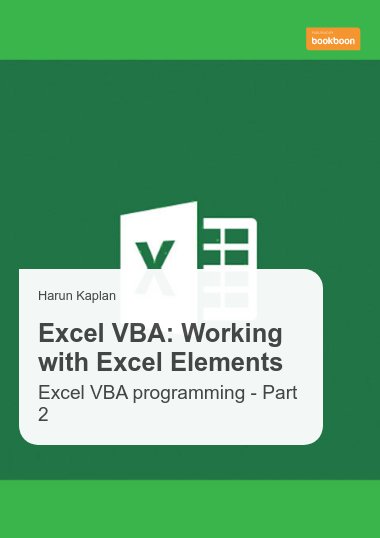 bookboon
Harun Kaplan
Excel VBA: Working
with Excel Elements
Excel VBA programming - Part
2